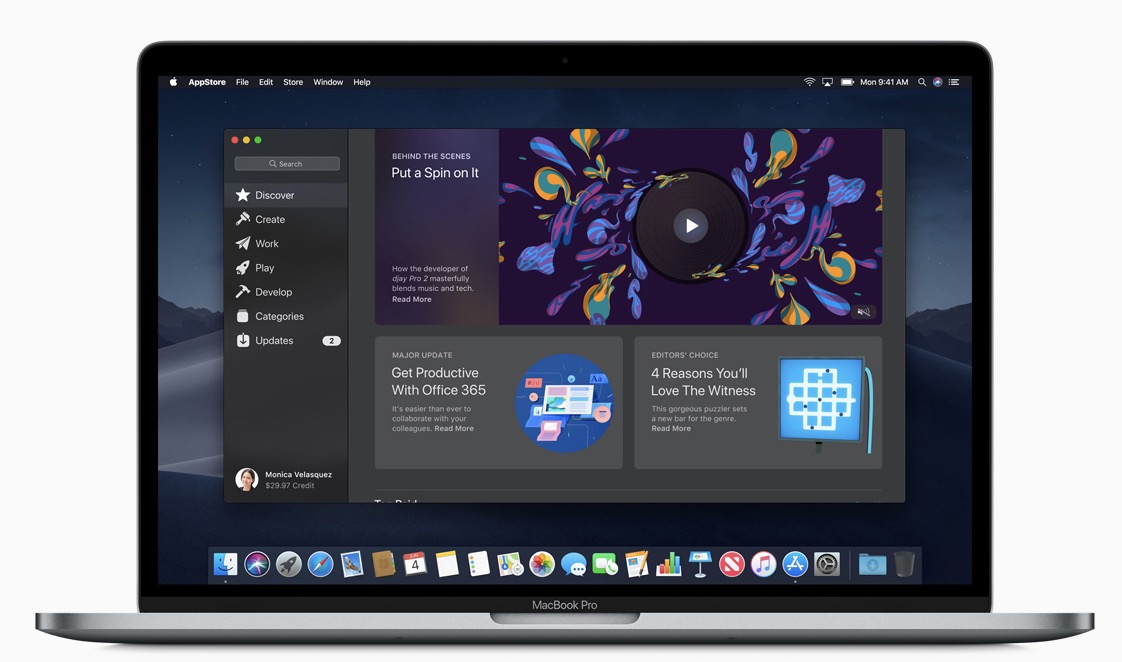 AppStore File Edit Store Window Help
Mon 9:41 AM
Search
Discover
Create
Work
Play
Develop
Categories
Updates 2
Monica Velasquez
$29.97 Credit
BEHIND THE SCENES
Put a Spin on It
How the developer of
djay Pro 2 masterfully
blends music and tech.
Read More
MAJOR UPDATE
Get Productive
With Office 365
It's easier than ever to
collaborate with your
colleagues. Read More
B I U
Aa
EDITORS' CHOICE
4 Reasons You'll
Love The Witness
This gorgeous puzzler sets
a new bar for the genre.
Read More
Top Paid
JUN
4
MacBook Pro